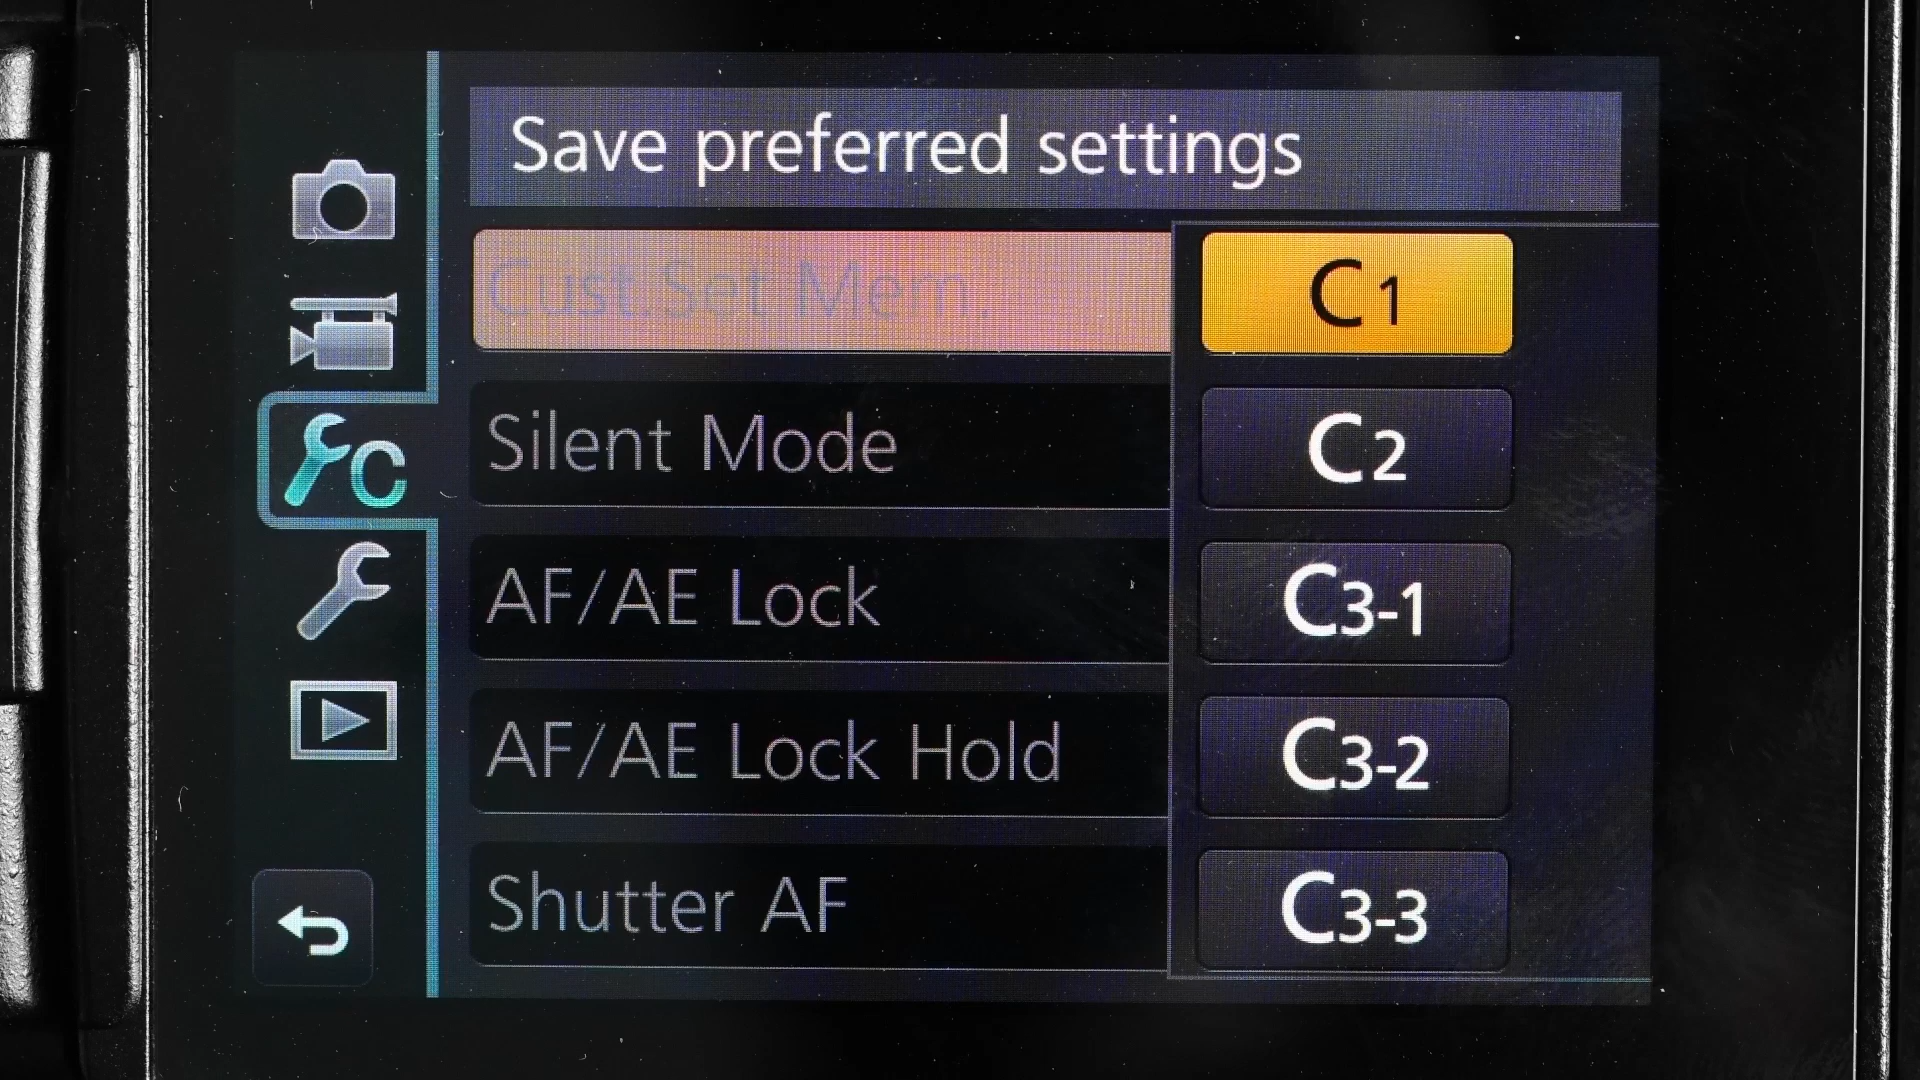 Save preferred settings
Cust.Set Mem.
C1
Silent Mode
C2
AF/AE Lock
C3-1
AF/AE Lock Hold
C3-2
Shutter AF
C3-3
C